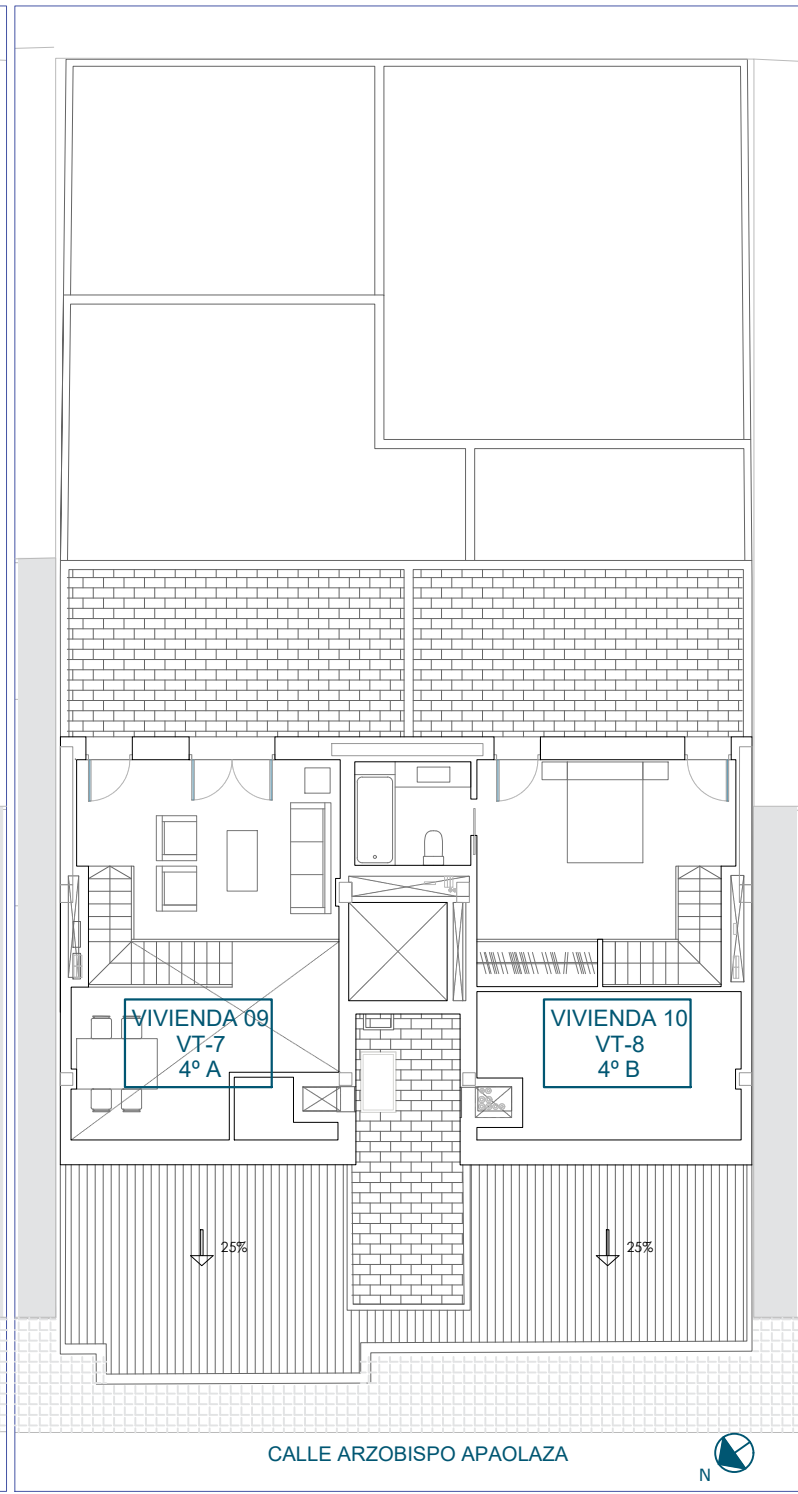 VIVIENDA 09
VT-7
4º A
VIVIENDA 10
VT-8
4º B
25%
25%
CALLE ARZOBISPO APAOLAZA
N